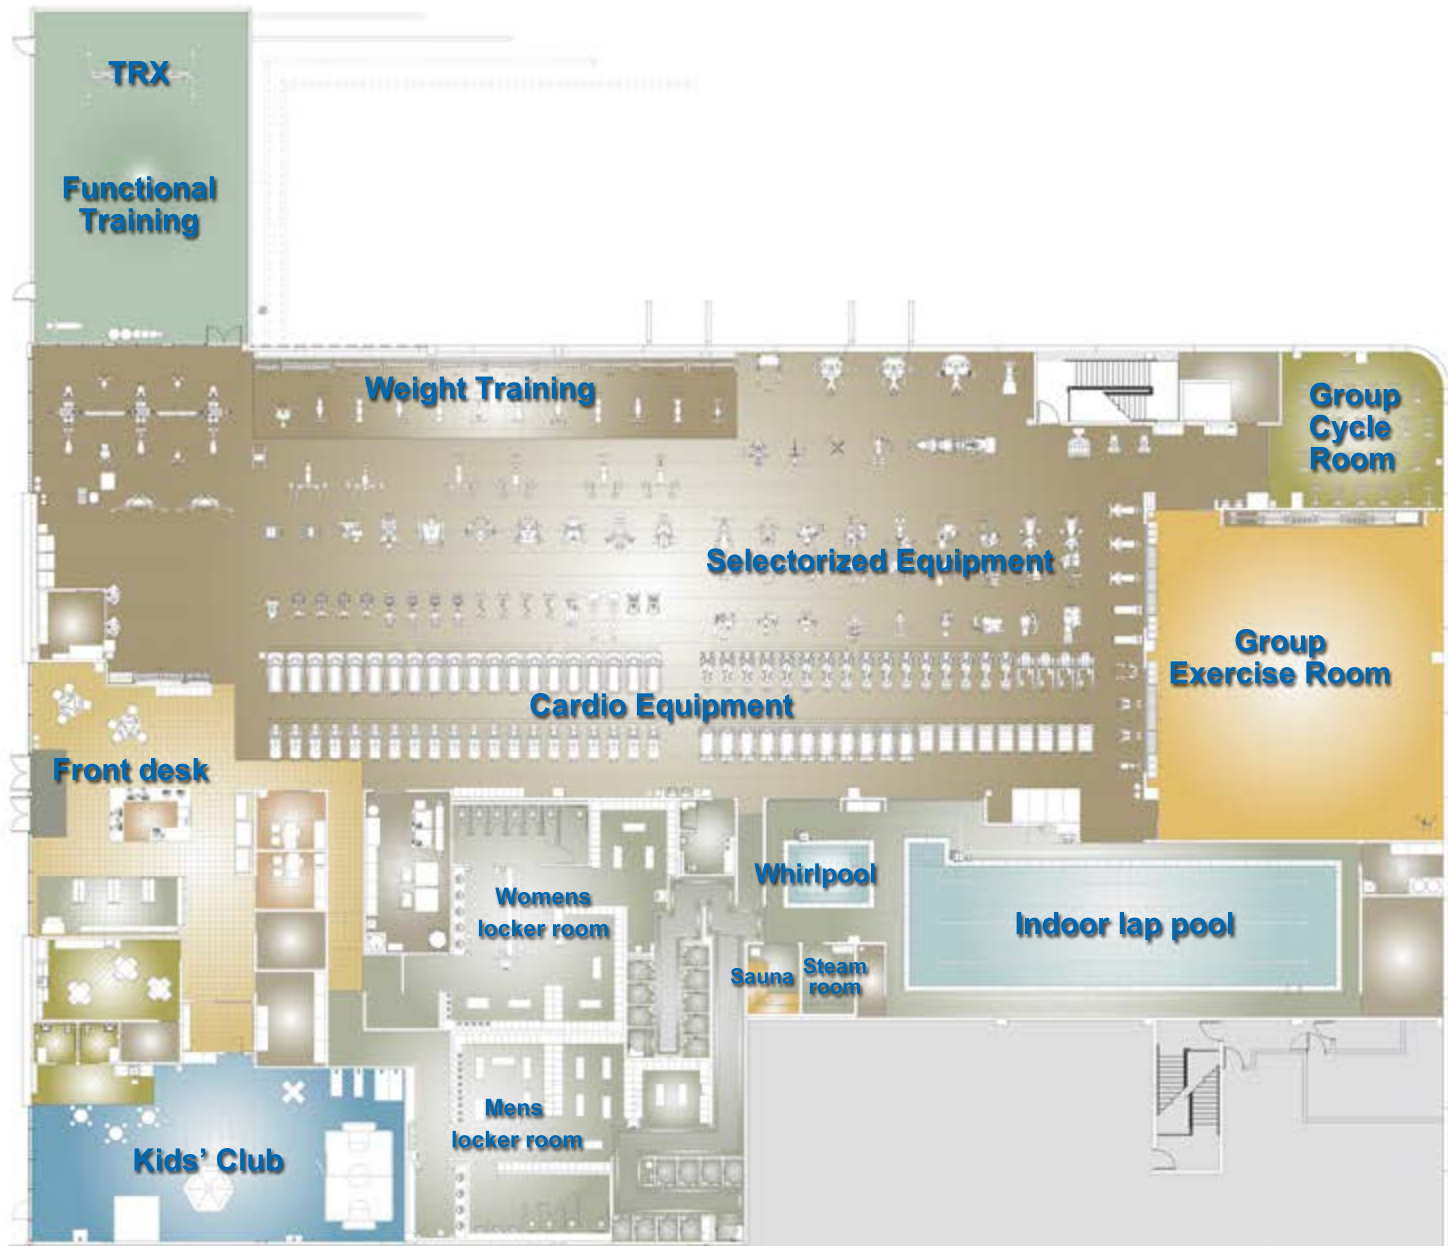 TRX
Functional
Training
Weight Training
Group
Cycle
Room
Selectorized Equipment
Group
Exercise Room
Cardio Equipment
Front desk
Whirlpool
Womens
locker room
Indoor lap pool
Sauna
Steam
room
Mens
locker room
Kids’ Club